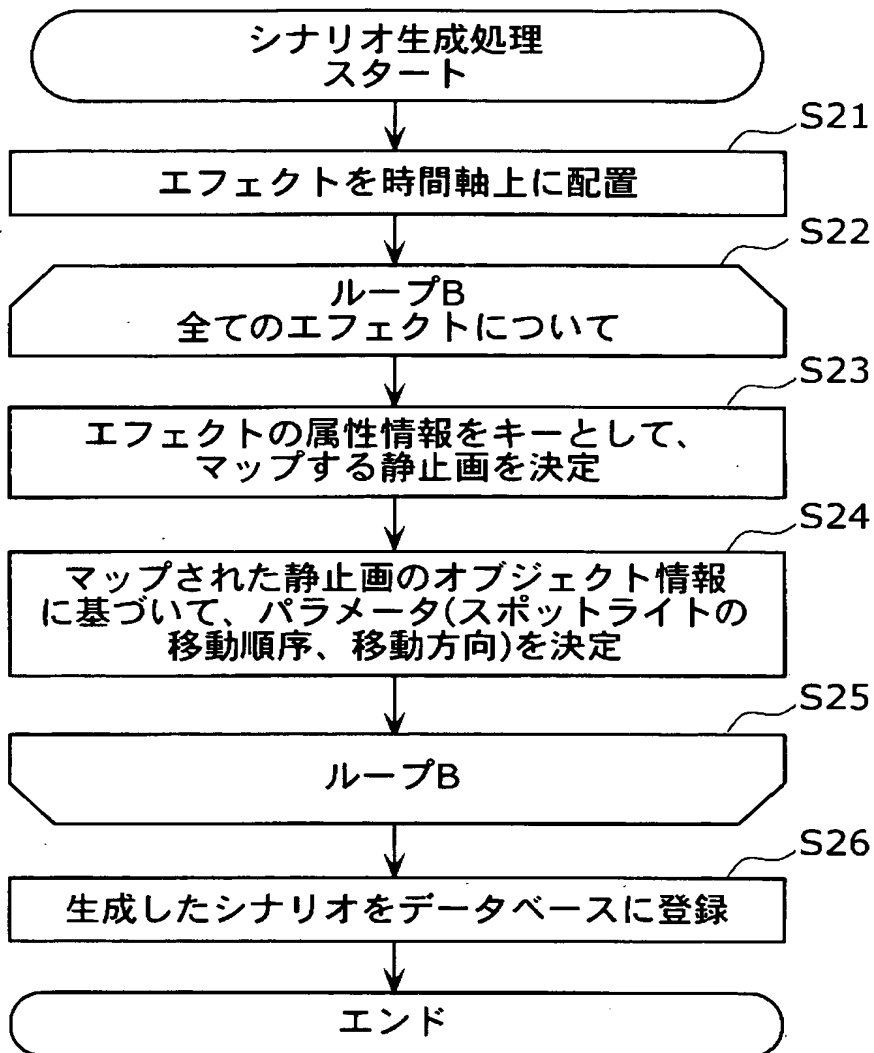 シナリオ生成処理
スタート
S21
エフェクトを時間軸上に配置
S22
ループB
全てのエフェクトについて
S23
エフェクトの属性情報をキーとして、
マップする静止画を決定
S24
マップされた静止画のオブジェクト情報
に基づいて、パラメータ(スポットライトの
移動順序、移動方向)を決定
S25
ループB
S26
生成したシナリオをデータベースに登録
エンド